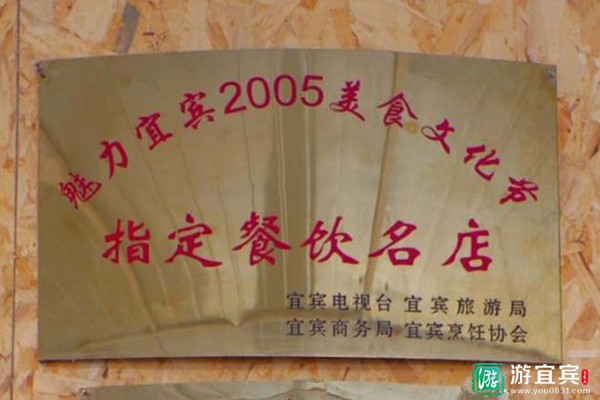 魅力宜宾2005美食文化节
指定餐饮名店
宜宾电视台 宜宾旅游局
宜宾商务局 宜宾烹饪协会
游 游宜宾
www.you0831.com